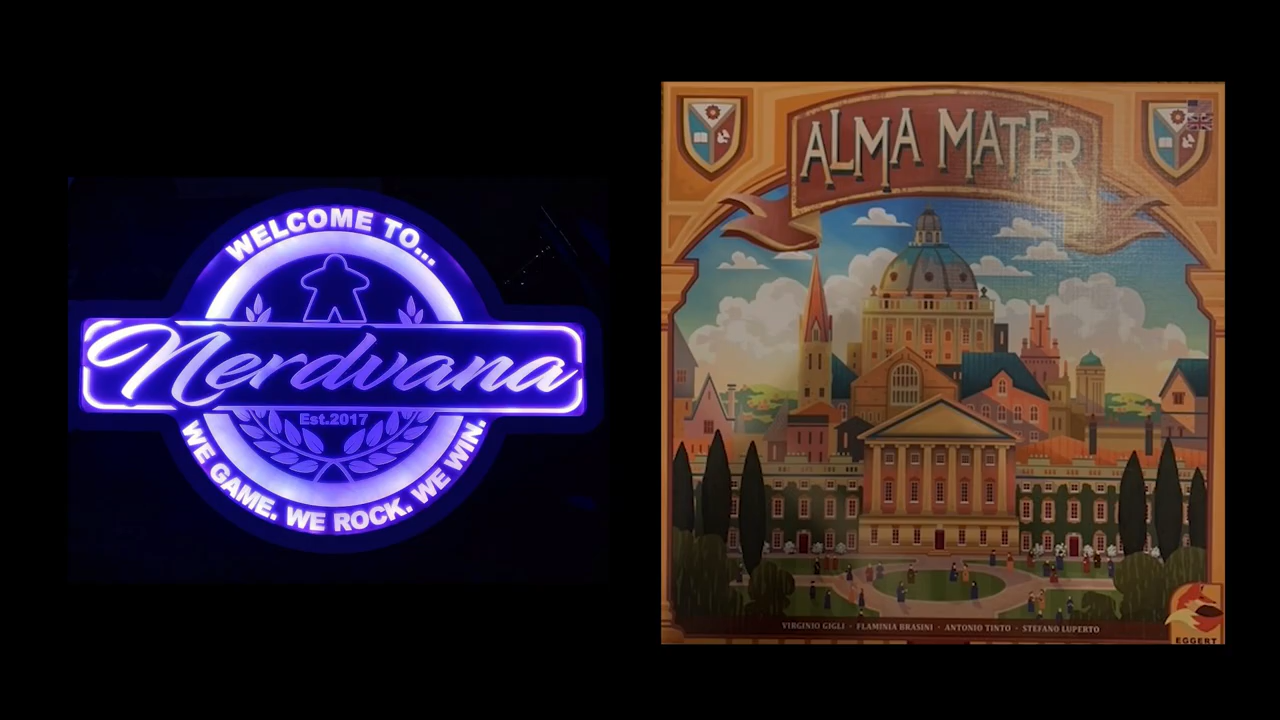 WELCOME TO...
Nerdvana
Est.2017
WE GAME. WE ROCK. WE WIN.
ALMA MATER
VIRGINIO GIGLI · FLAMINIA BRASINI · ANTONIO TINTO · STEFANO LUPERTO
EGGERT